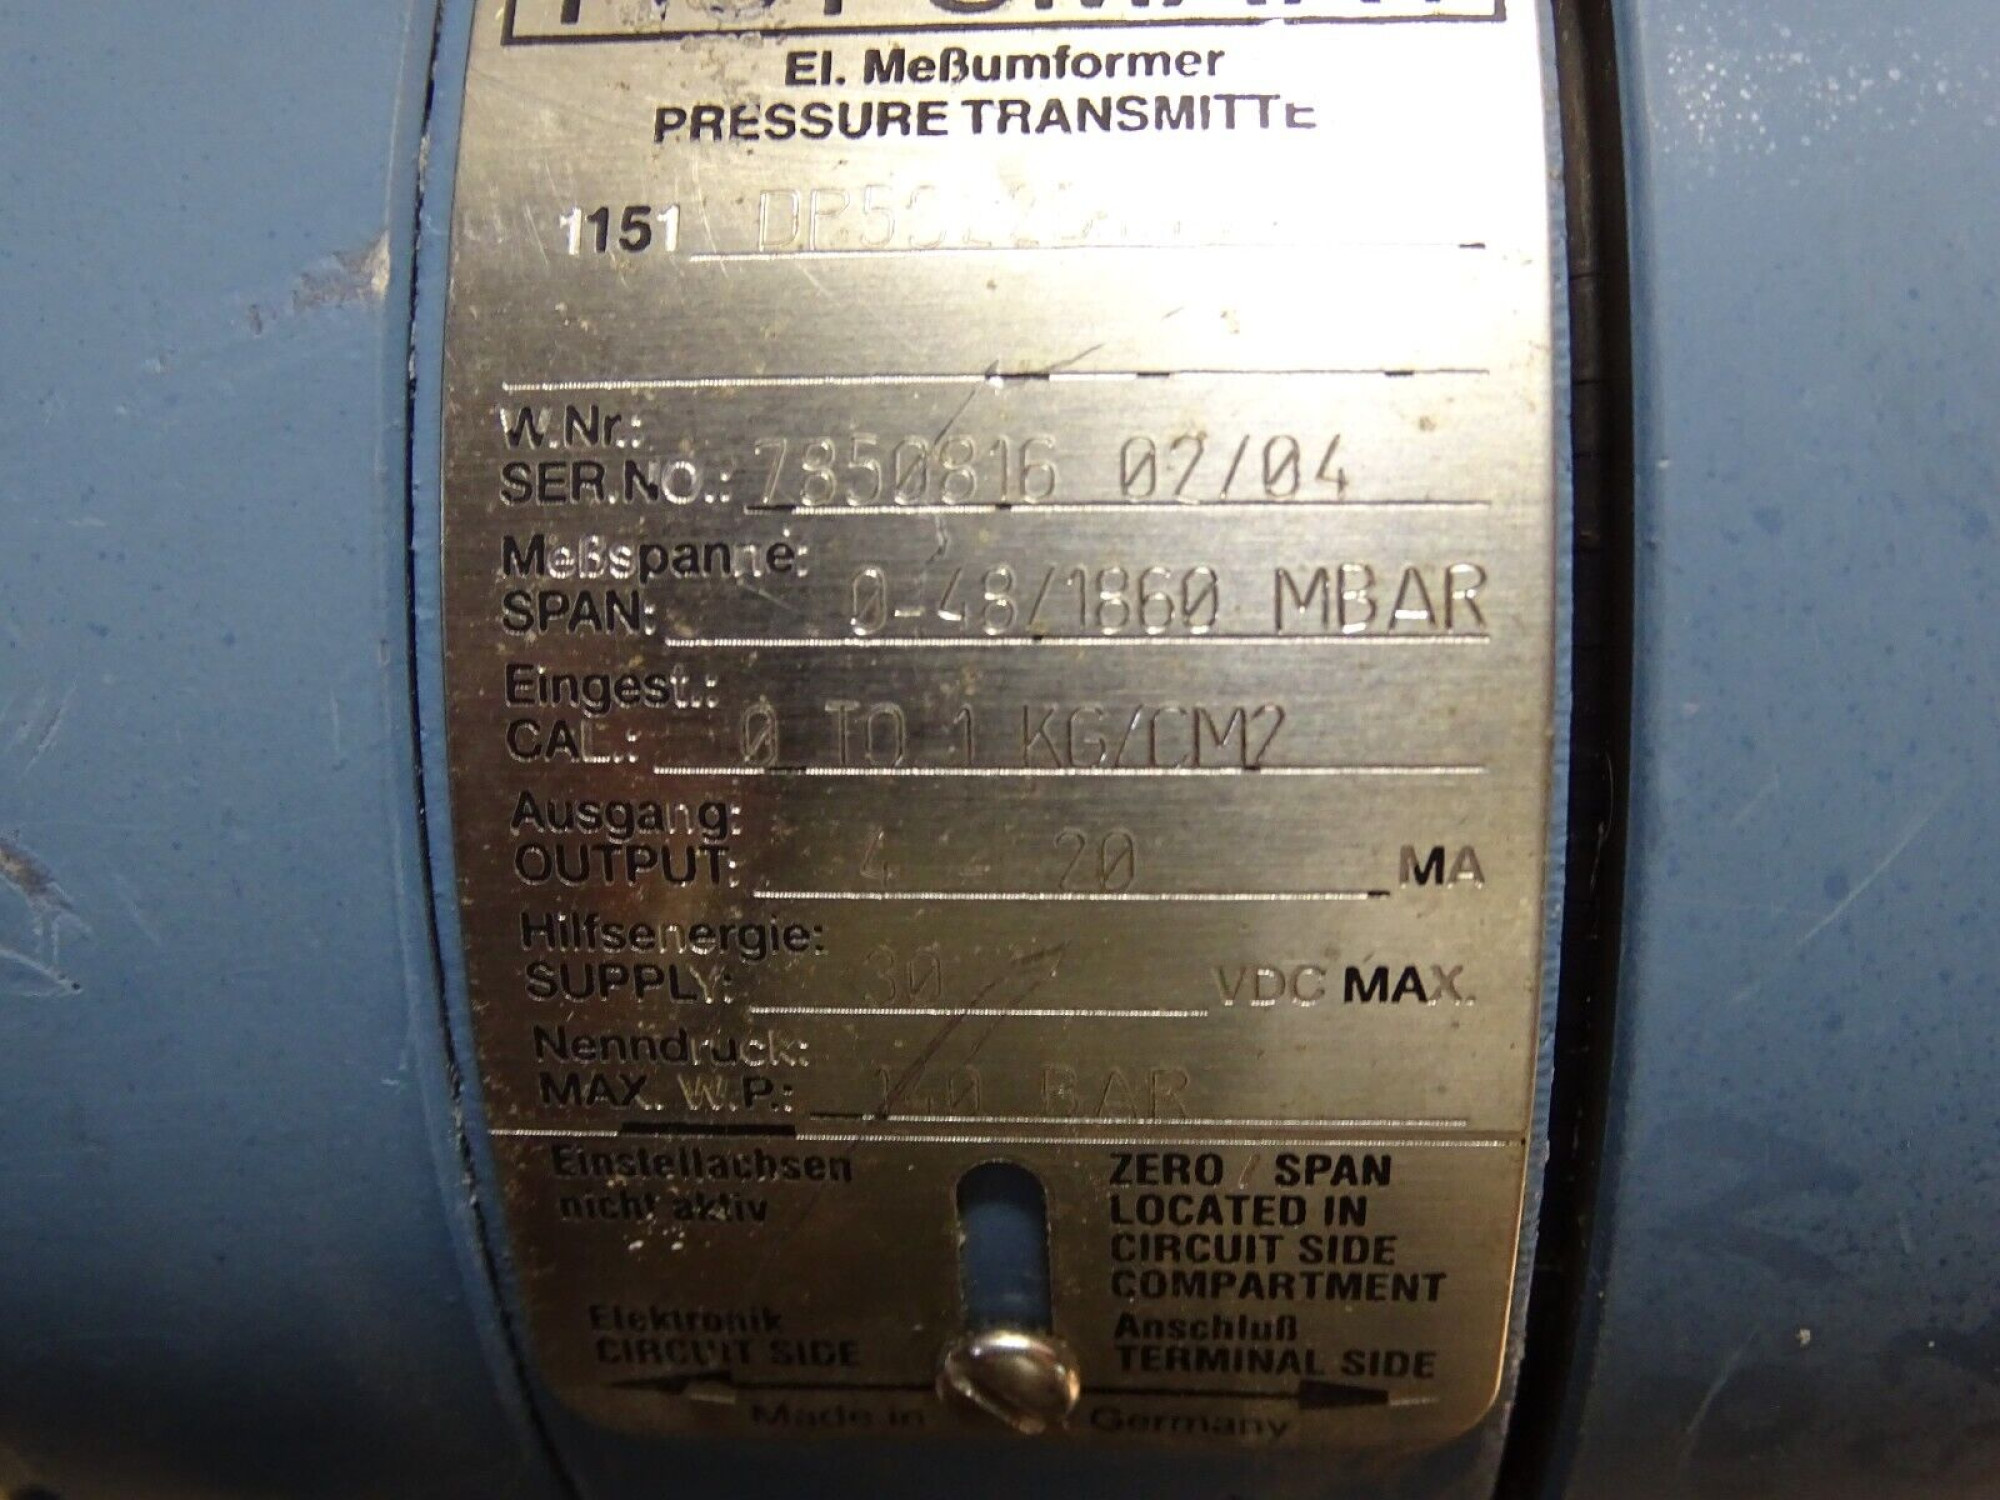 El. Meßumformer
PRESSURE TRANSMITTE
1151
W.Nr.:
SER.NO.: 7850816 02/04
Meßspanne:
SPAN: 0-48/1860 MBAR
Eingest.:
CAL.: 0 TO 1 KG/CM2
Ausgang:
OUTPUT: 4 - 20 MA
Hilfsenergie:
SUPPLY: 30 VDC MAX.
Nenndruck:
MAX. W.P.: 140 BAR
Einstellachsen
nicht aktiv
ZERO / SPAN
LOCATED IN
CIRCUIT SIDE
COMPARTMENT
Elektronik
CIRCUIT SIDE
Anschluß
TERMINAL SIDE
Made in Germany